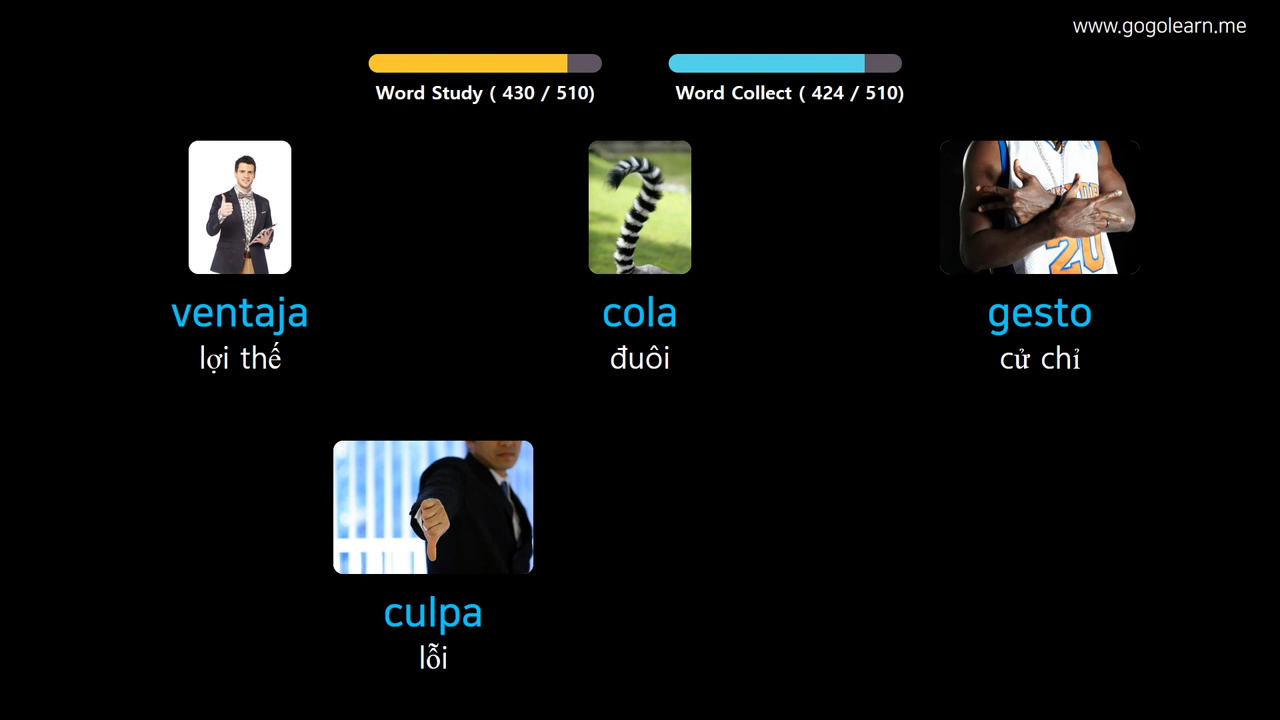 www.gogolearn.me
Word Study ( 430 / 510)
Word Collect ( 424 / 510)
ventaja
lợi thế
cola
đuôi
gesto
cử chỉ
20
culpa
lỗi